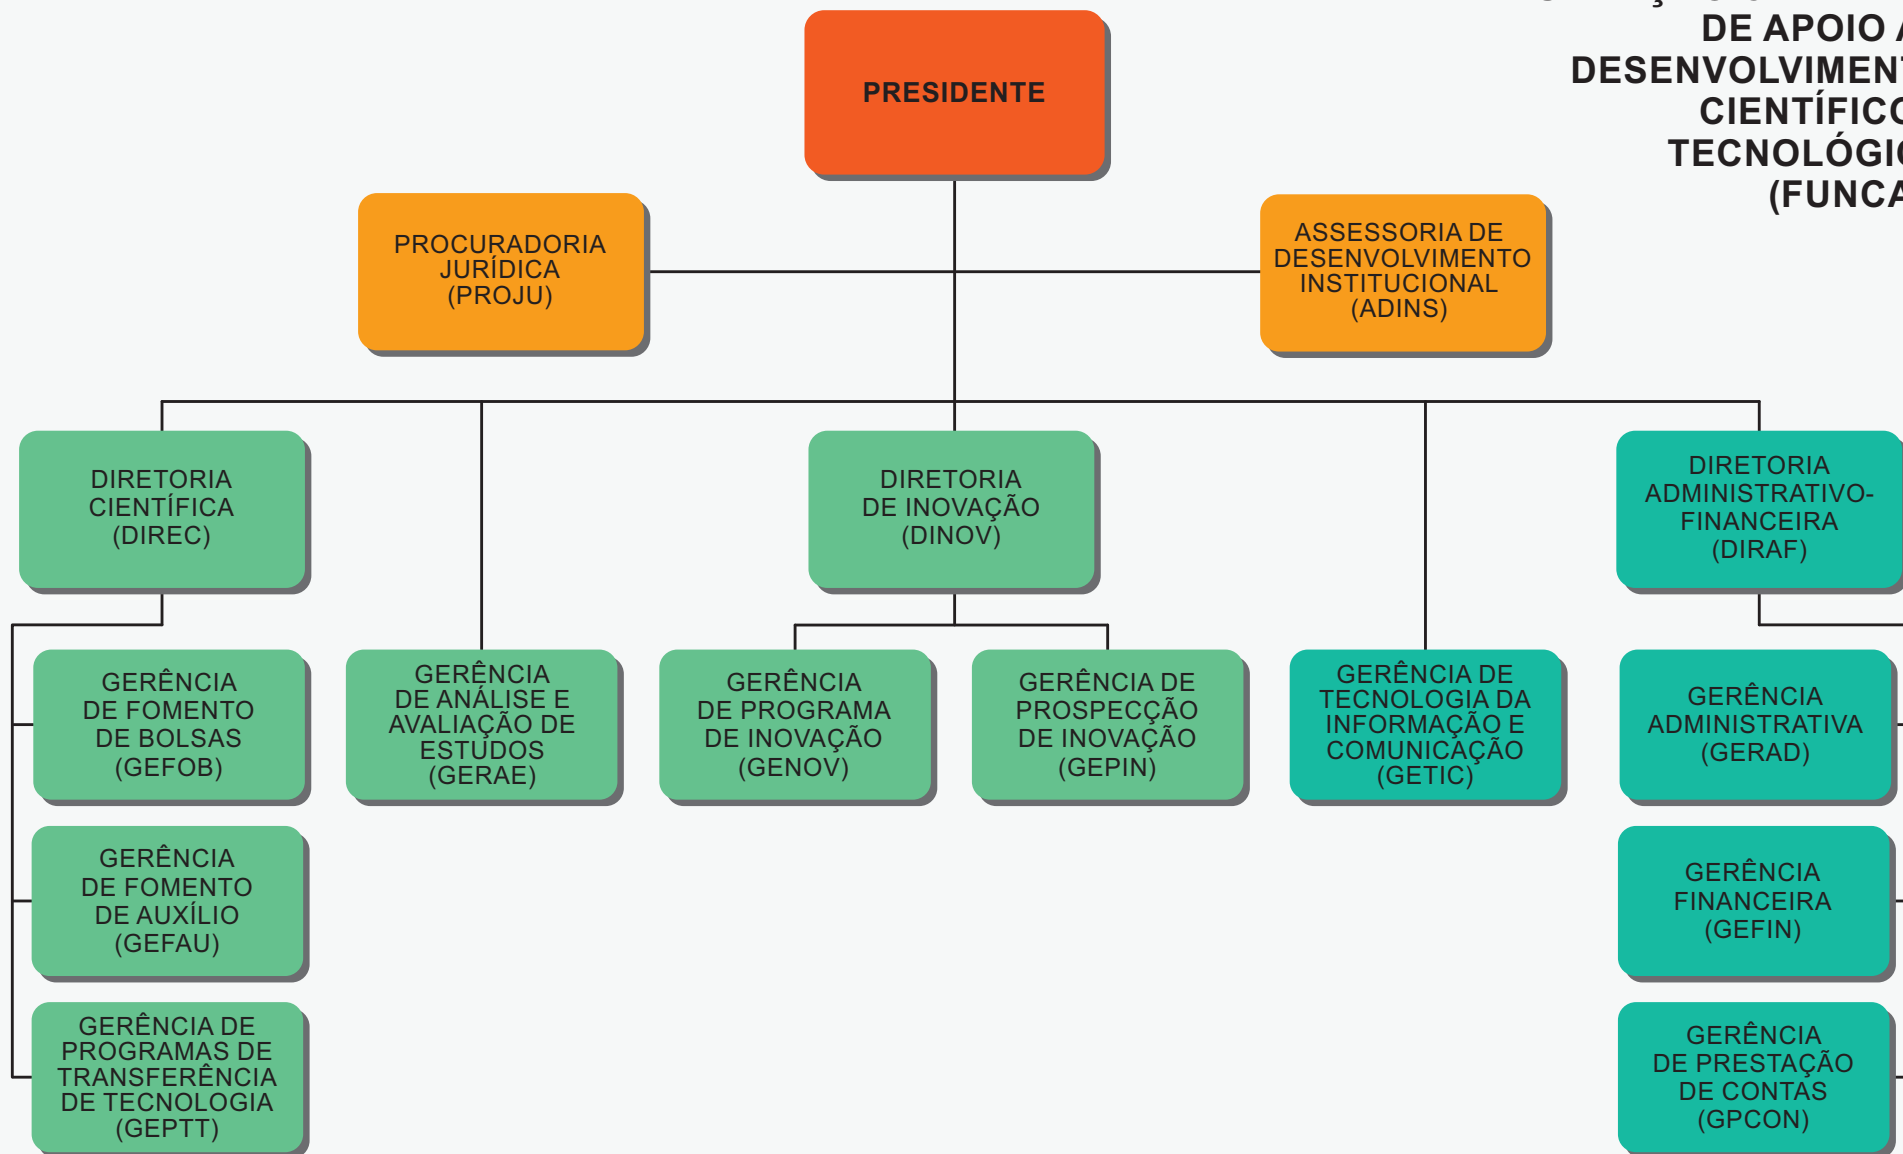 DE APOIO
DESENVOLVIMENT
CIENTÍFICO
TECNOLÓGIC
(FUNCA
PRESIDENTE
PROCURADORIA
JURÍDICA
(PROJU)
ASSESSORIA DE
DESENVOLVIMENTO
INSTITUCIONAL
(ADINS)
DIRETORIA
CIENTÍFICA
(DIREC)
DIRETORIA
DE INOVAÇÃO
(DINOV)
DIRETORIA
ADMINISTRATIVO-
FINANCEIRA
(DIRAF)
GERÊNCIA
DE FOMENTO
DE BOLSAS
(GEFOB)
GERÊNCIA
DE ANÁLISE E
AVALIAÇÃO DE
ESTUDOS
(GERAE)
GERÊNCIA
DE PROGRAMA
DE INOVAÇÃO
(GENOV)
GERÊNCIA DE
PROSPECÇÃO
DE INOVAÇÃO
(GEPIN)
GERÊNCIA DE
TECNOLOGIA DA
INFORMAÇÃO E
COMUNICAÇÃO
(GETIC)
GERÊNCIA
ADMINISTRATIVA
(GERAD)
GERÊNCIA
DE FOMENTO
DE AUXÍLIO
(GEFAU)
GERÊNCIA
FINANCEIRA
(GEFIN)
GERÊNCIA DE
PROGRAMAS DE
TRANSFERÊNCIA
DE TECNOLOGIA
(GEPTT)
GERÊNCIA
DE PRESTAÇÃO
DE CONTAS
(GPCON)